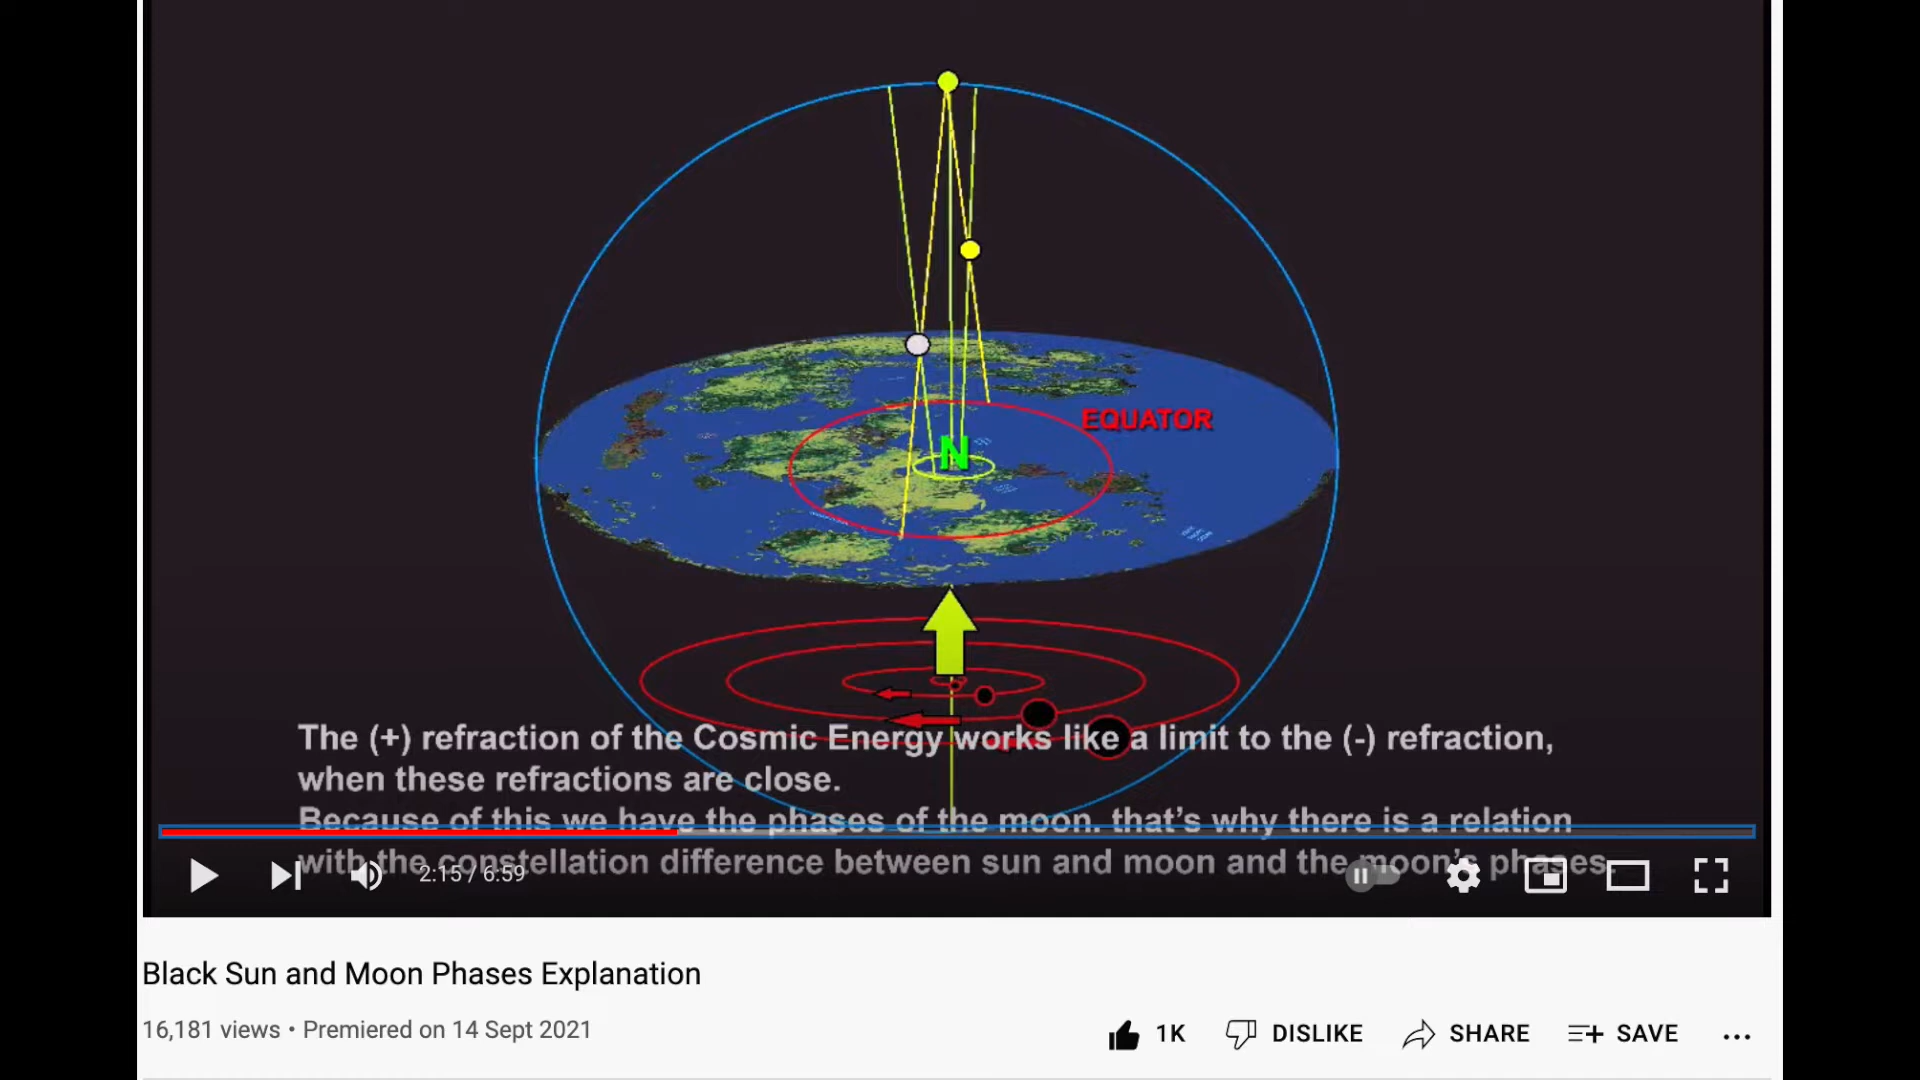 EQUATOR
N
The (+) refraction of the Cosmic Energy works like a limit to the (-) refraction,
when these refractions are close.
Because of this we have the phases of the moon. that's why there is a relation
with the constellation difference between sun and moon and the moon's phases.
2:15 / 6:59
Black Sun and Moon Phases Explanation
16,181 views • Premiered on 14 Sept 2021
1K DISLIKE SHARE SAVE